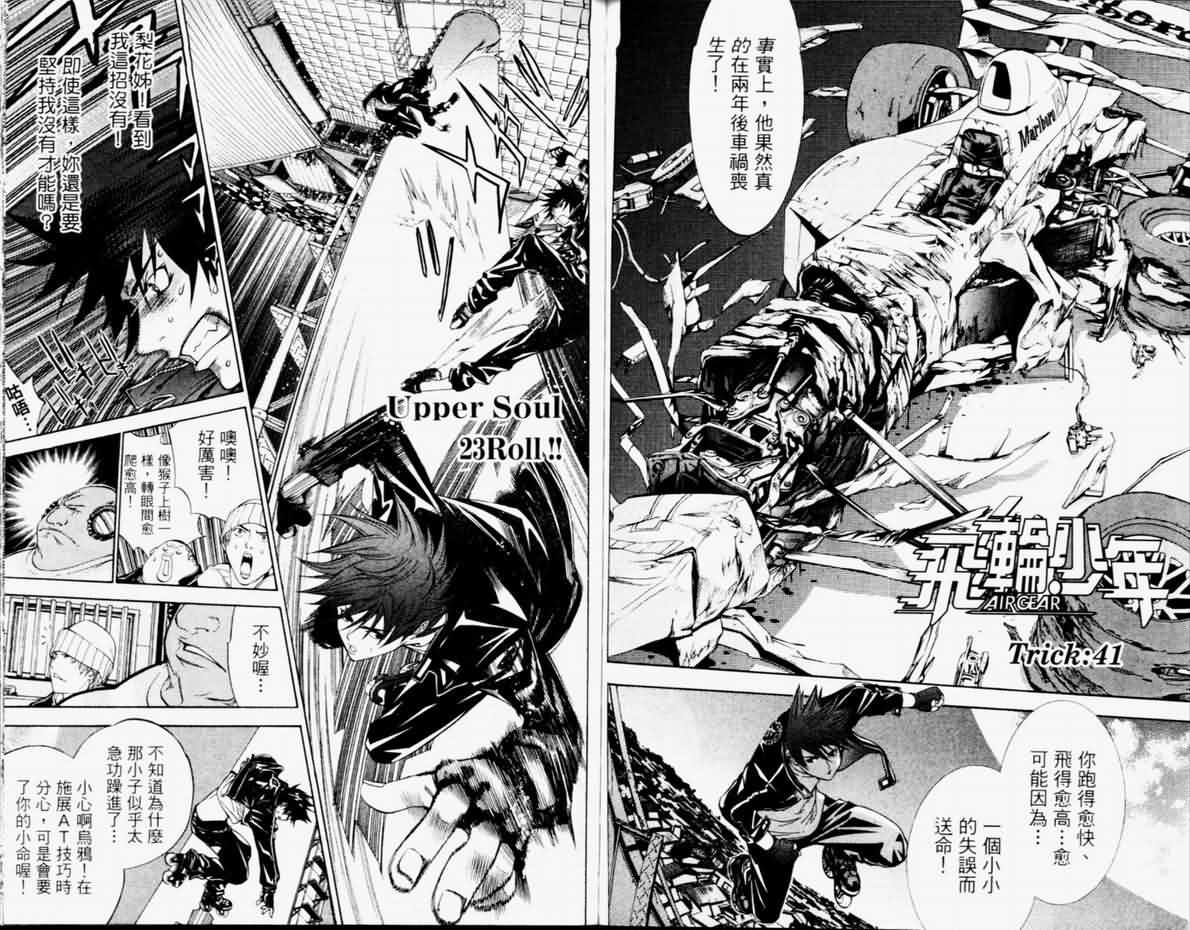 事實上，他果然真
的在兩年後車禍喪
生了！
Marlboro
飛輪少年
AIRGEAR
Trick:41
你跑得愈快、
飛得愈高…愈
可能因為…
一個小小
的失誤而
送命！
Upper Soul
23Roll !!
梨花姊！看到
我這招沒有！
即使這樣，妳還是要
堅持我沒有才能嗎？
ドキドキ
咕唔…
噢噢！
好厲害！
像猴子上樹一
樣，轉眼間愈
爬愈高！
不妙喔…
不知道為什麼
那小子似乎太
急功躁進了…
小心啊烏鴉！在
施展AT技巧時
分心，可是會要
了你的小命喔！